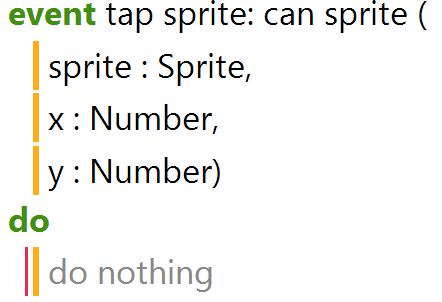 event tap sprite: can sprite (
sprite : Sprite,
x : Number,
y : Number)
do
do nothing